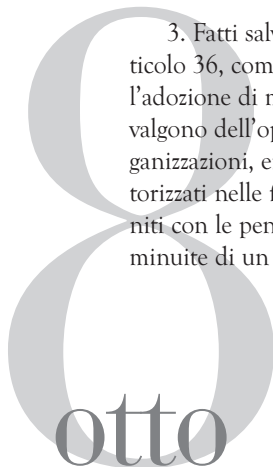 8
3. Fatti salv
ticolo 36, com
l'adozione di
valgono dell'op
ganizzazioni, e
torizzati nelle
niti con le pen
minuite di un
otto